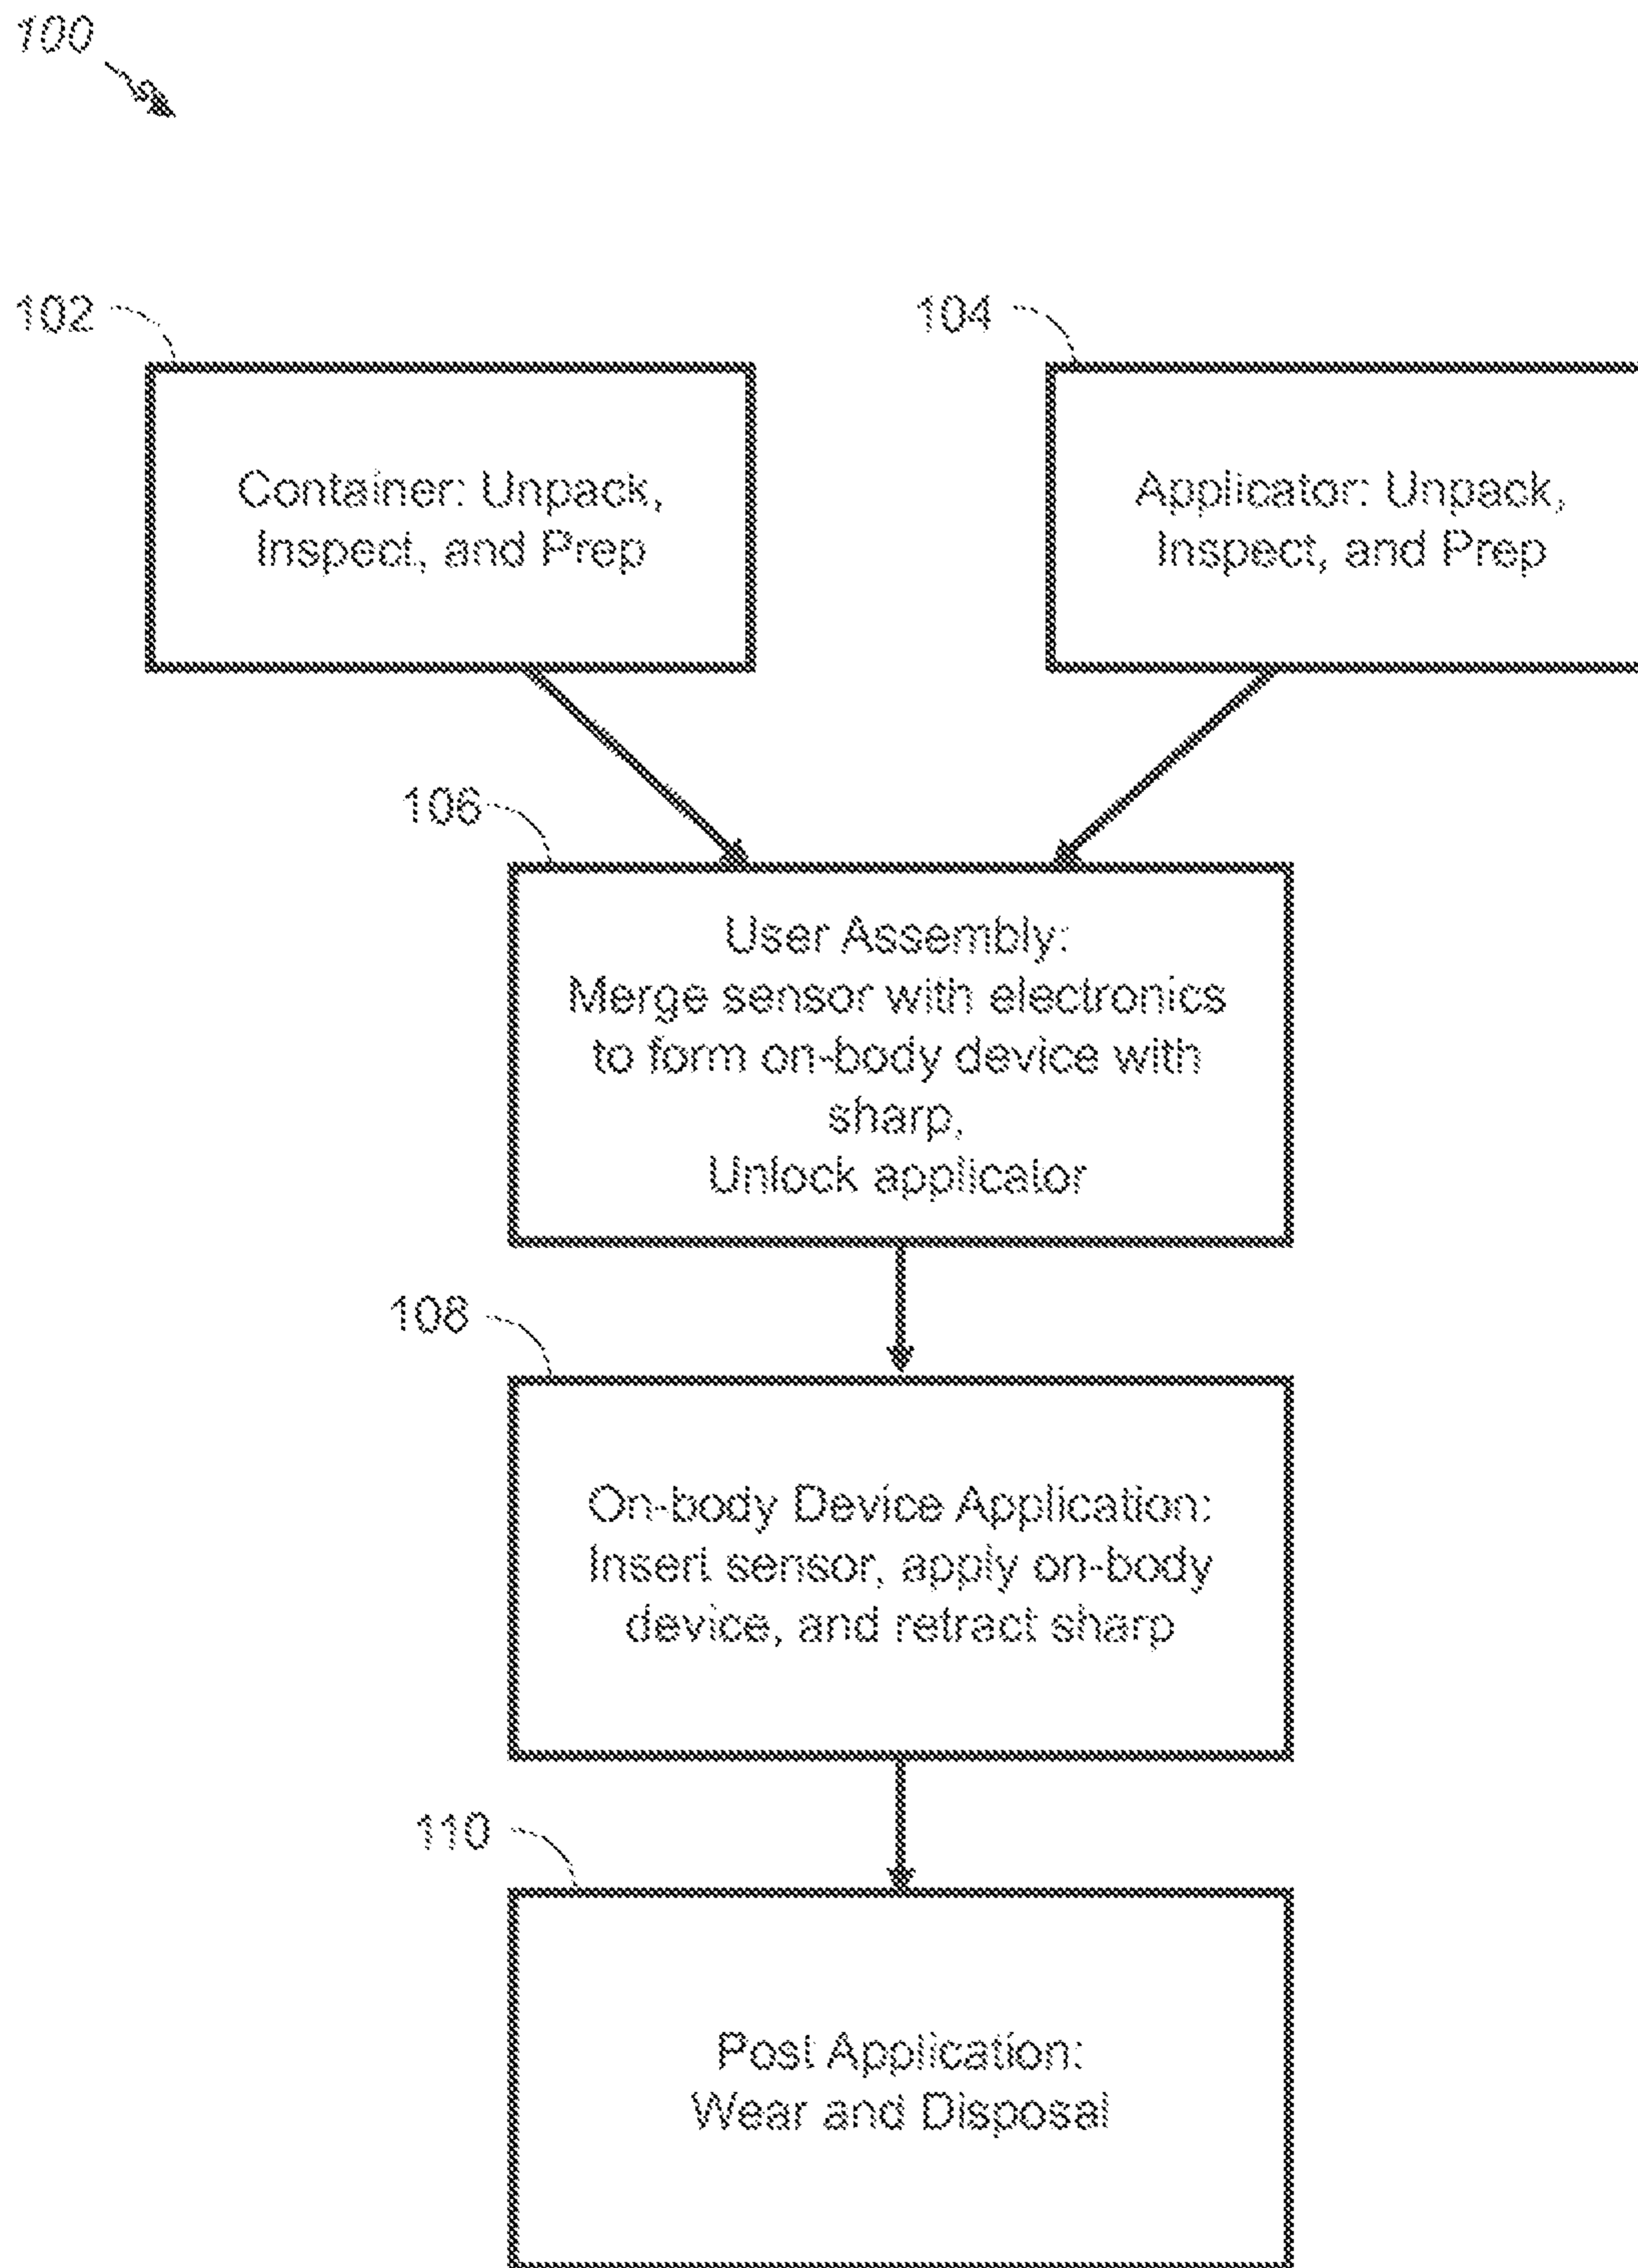 100
102
104
Container: Unpack,
Inspect, and Prep
Applicator: Unpack,
Inspect, and Prep
106
User Assembly:
Merge sensor with electronics
to form on-body device with
sharp,
Unlock applicator
108
On-body Device Application:
Insert sensor, apply on-body
device, and retract sharp
110
Post Application:
Wear and Disposal